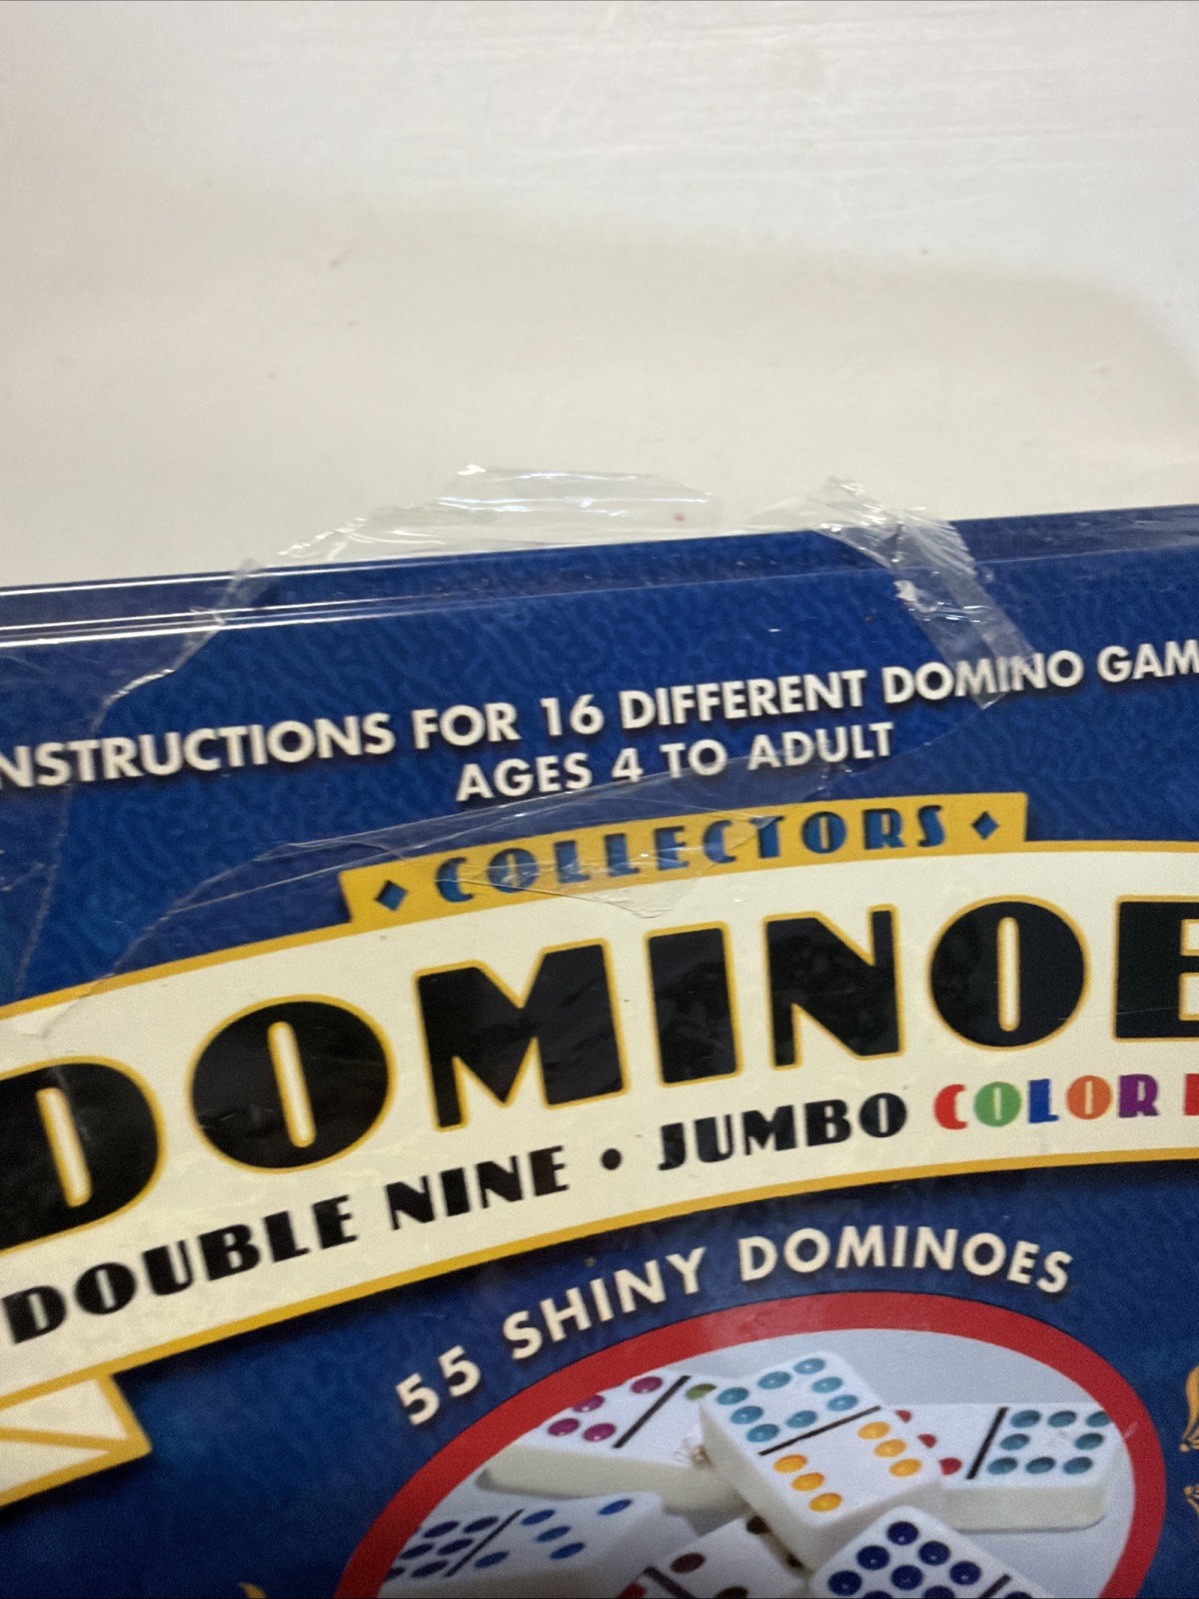 NSTRUCTIONS FOR 16 DIFFERENT DOMINO GAM
AGES 4 TO ADULT
COLLECTORS
DOMINOE
DOUBLE NINE • JUMBO COLOR
55 SHINY DOMINOES